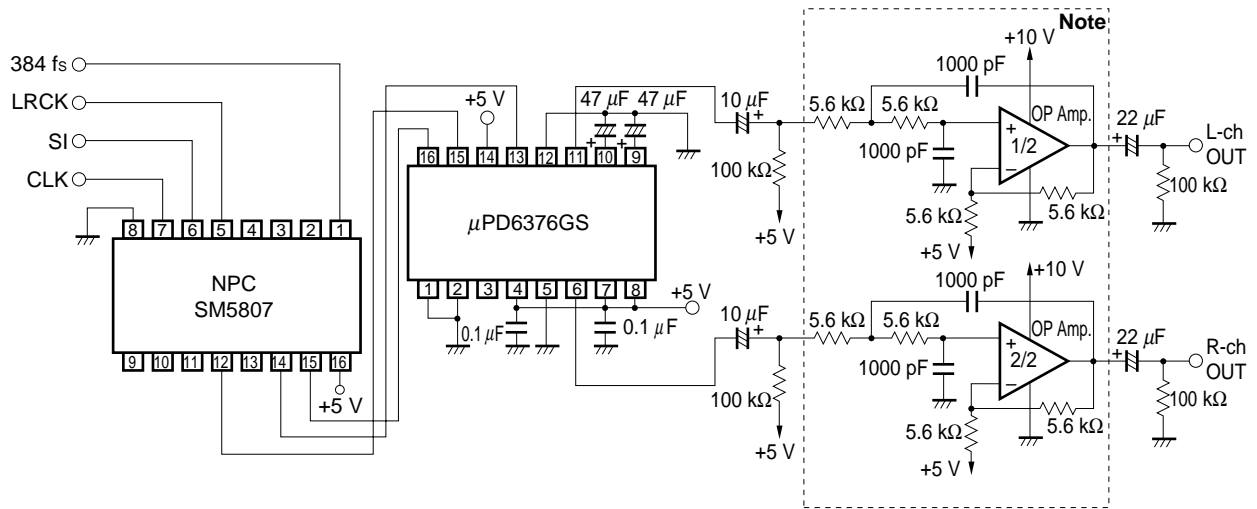 Note
+10 V
1000 pF
384 fs
LRCK
SI
CLK
+5 V
47 µF 47 µF
10 µF
+
5.6 kΩ
5.6 kΩ
OP Amp.
1/2
+
−
22 µF
+
L-ch
OUT
100 kΩ
1000 pF
100 kΩ
5.6 kΩ
5.6 kΩ
+5 V
+5 V
+ +
16 15 14 13 12 11 10 9
µPD6376GS
1 2 3 4 5 6 7 8
0.1 µF
0.1 µF
+5 V
8 7 6 5 4 3 2 1
NPC
SM5807
9 10 11 12 13 14 15 16
+5 V
+10 V
1000 pF
10 µF
+
5.6 kΩ
5.6 kΩ
OP Amp.
2/2
+
−
22 µF
+
R-ch
OUT
100 kΩ
1000 pF
100 kΩ
5.6 kΩ
5.6 kΩ
+5 V
+5 V